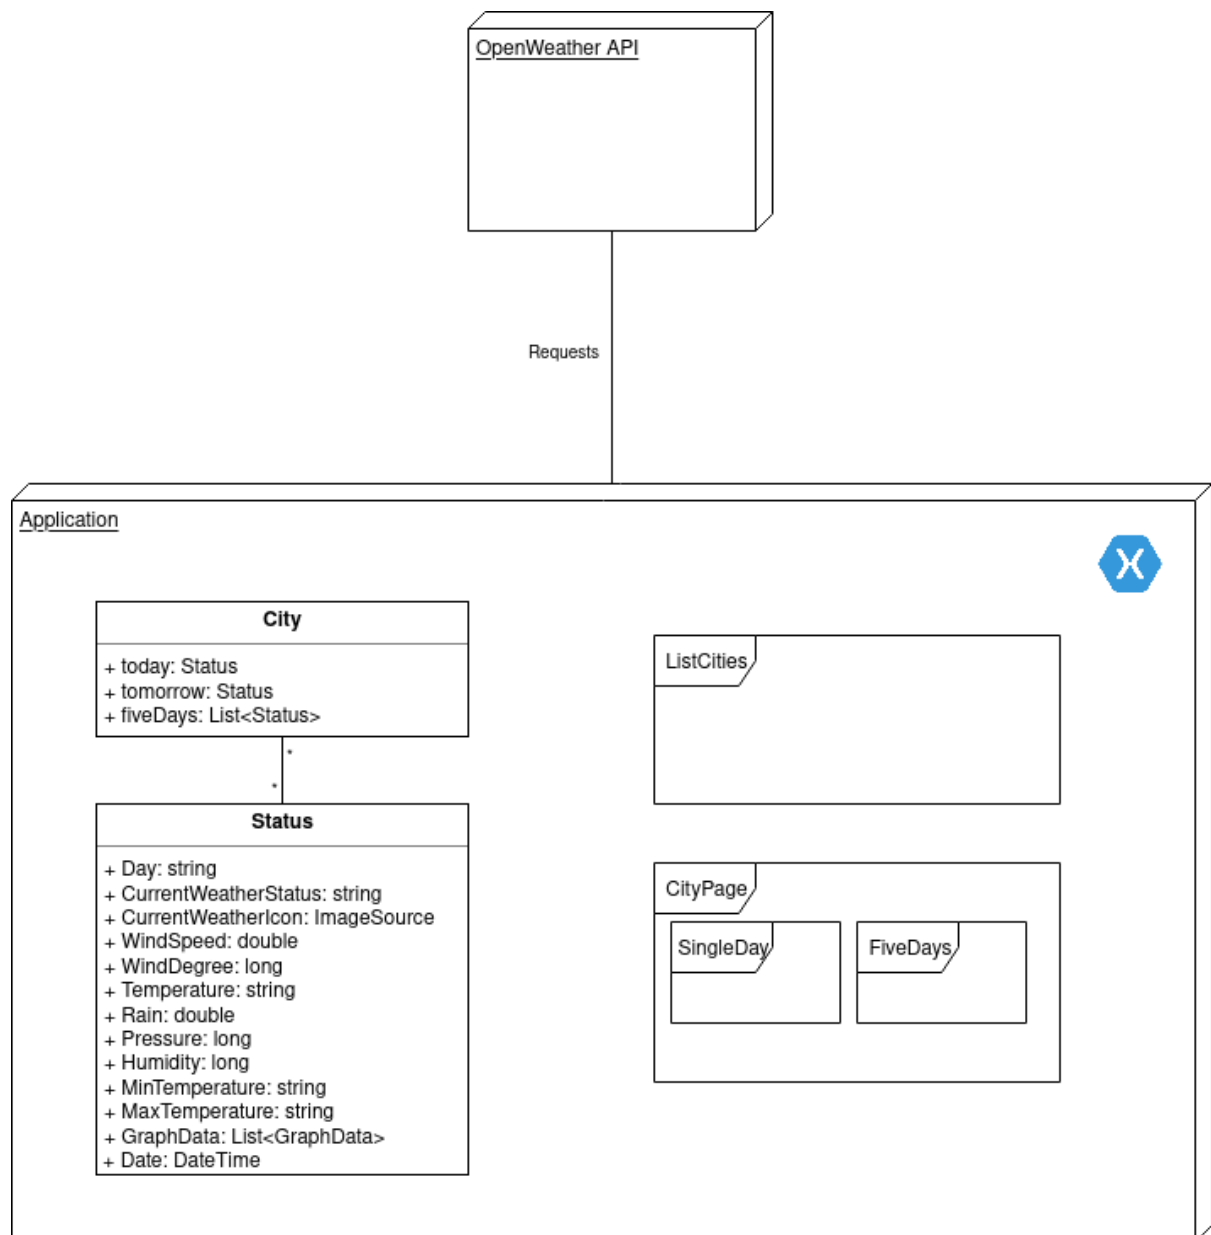 OpenWeather API
Requests
Application
City
+ today: Status
+ tomorrow: Status
+ fiveDays: List<Status>
*
*
Status
+ Day: string
+ CurrentWeatherStatus: string
+ CurrentWeatherIcon: ImageSource
+ WindSpeed: double
+ WindDegree: long
+ Temperature: string
+ Rain: double
+ Pressure: long
+ Humidity: long
+ MinTemperature: string
+ MaxTemperature: string
+ GraphData: List<GraphData>
+ Date: DateTime
ListCities
CityPage
SingleDay
FiveDays